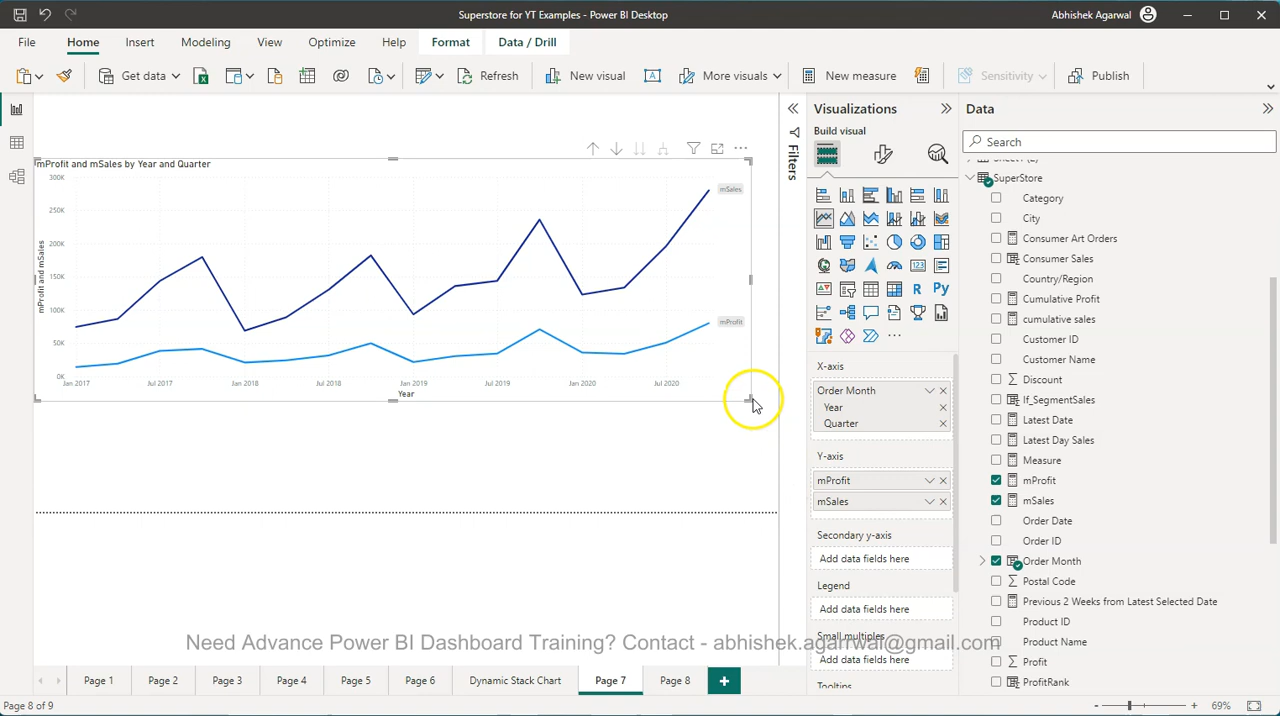 Superstore for YT Examples - Power BI Desktop
Abhishek Agarwal
File Home Insert Modeling View Optimize Help Format Data / Drill
Get data Refresh New visual More visuals New measure Sensitivity Publish
Visualizations
Build visual
Filters
mProfit and mSales by Year and Quarter
300K
250K
200K
150K
100K
50K
0K
mProfit and mSales
mSales
mProfit
Jan 2017 Jul 2017 Jan 2018 Jul 2018 Jan 2019 Jul 2019 Jan 2020 Jul 2020
Year
123
R
Py
X-axis
Order Month
Year
Quarter
Y-axis
mProfit
mSales
Secondary y-axis
Add data fields here
Legend
Add data fields here
Small multiples
Add data fields here
Tooltips
Data
Search
Sheet1 (2)
SuperStore
Category
City
Consumer Art Orders
Consumer Sales
Country/Region
Cumulative Profit
cumulative sales
Customer ID
Customer Name
Discount
If_SegmentSales
Latest Date
Latest Day Sales
Measure
mProfit
mSales
Order Date
Order ID
Order Month
Postal Code
Previous 2 Weeks from Latest Selected Date
Product ID
Product Name
Profit
ProfitRank
Need Advance Power BI Dashboard Training? Contact - abhishek.agarrwal@gmail.com
Page 1 Page 2 Page 3 Page 4 Page 5 Page 6 Dynamic Stack Chart Page 7 Page 8
Page 8 of 9
69%